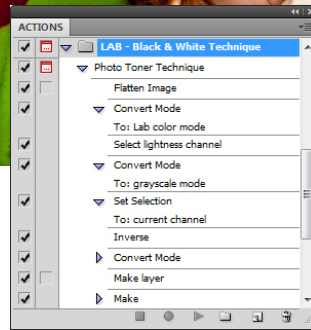 ACTIONS
LAB - Black & White Technique
Photo Toner Technique
Flatten Image
Convert Mode
To: Lab color mode
Select lightness channel
Convert Mode
To: grayscale mode
Set Selection
To: current channel
Inverse
Convert Mode
Make layer
Make